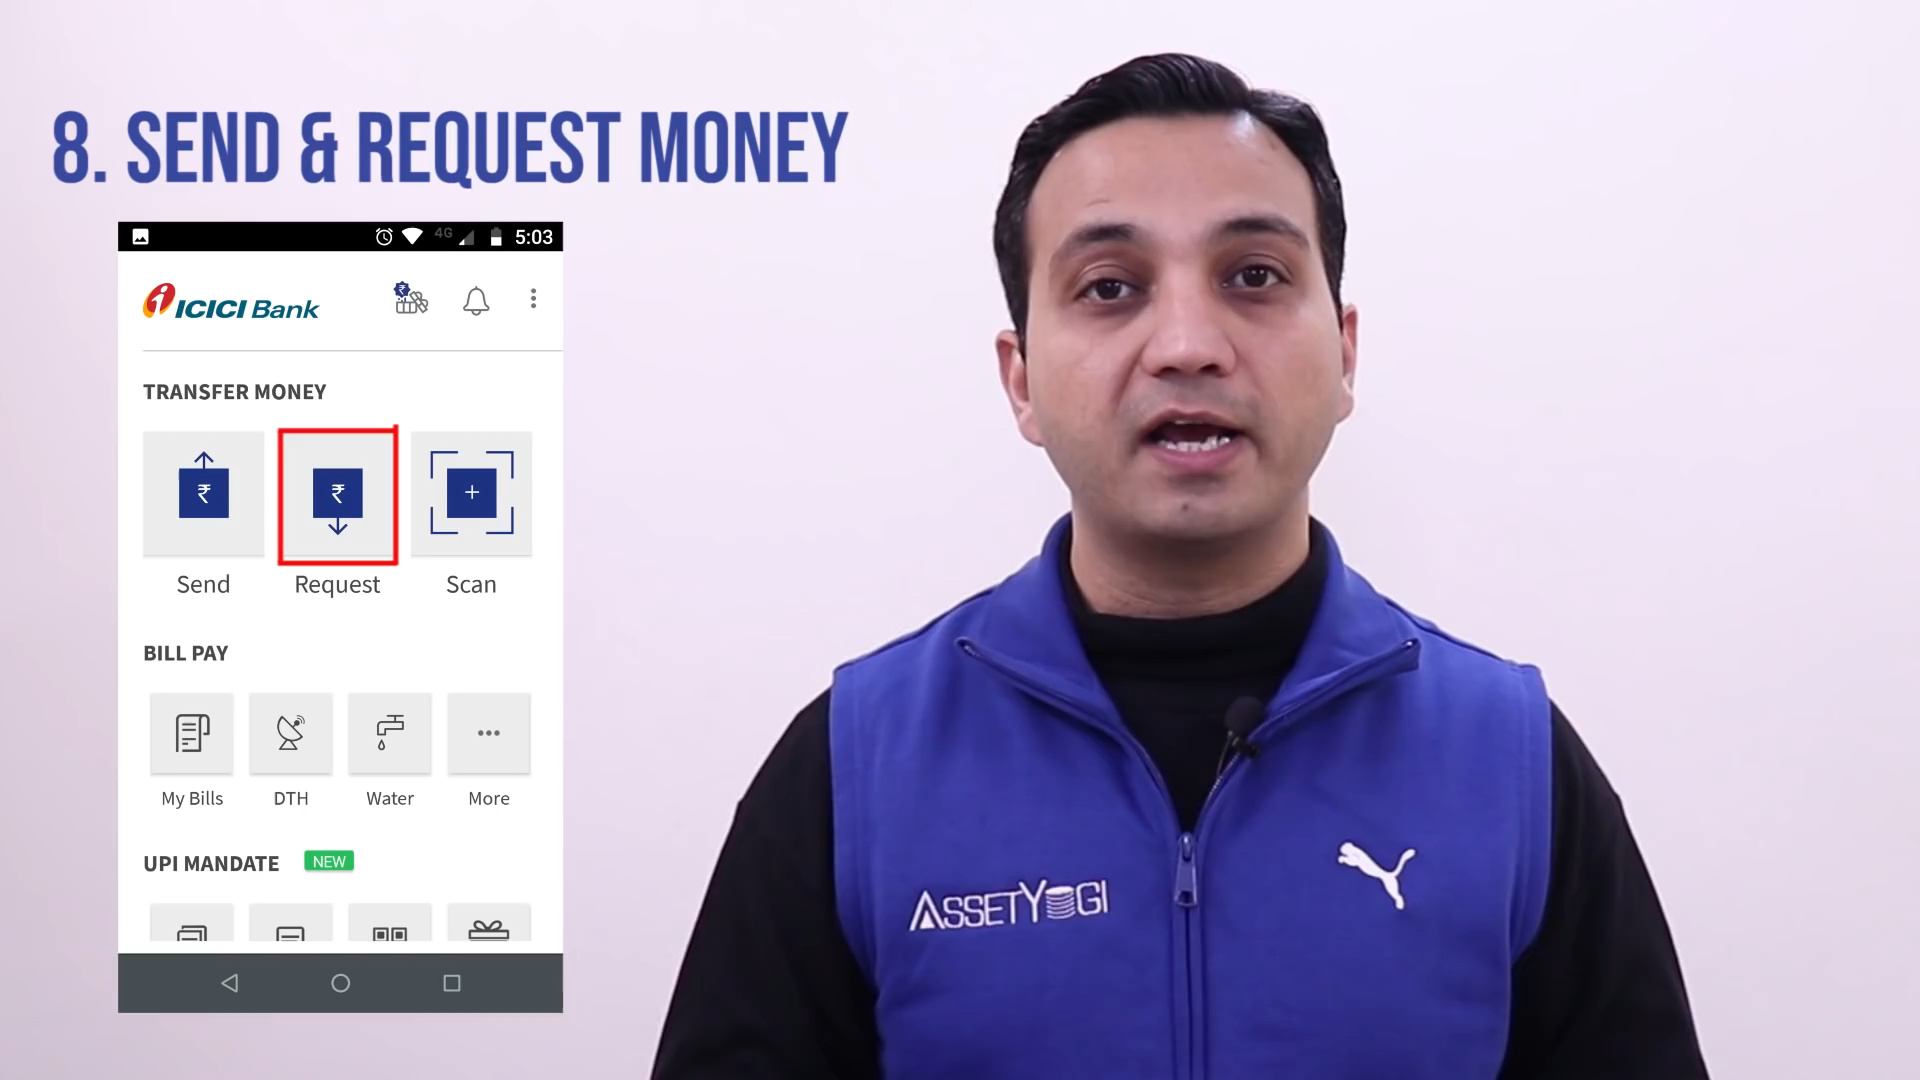 8. SEND & REQUEST MONEY
4G 5:03
ICICI Bank
TRANSFER MONEY
₹ ₹ +
Send Request Scan
BILL PAY
My Bills DTH Water More
UPI MANDATE NEW
ASSETYOGI